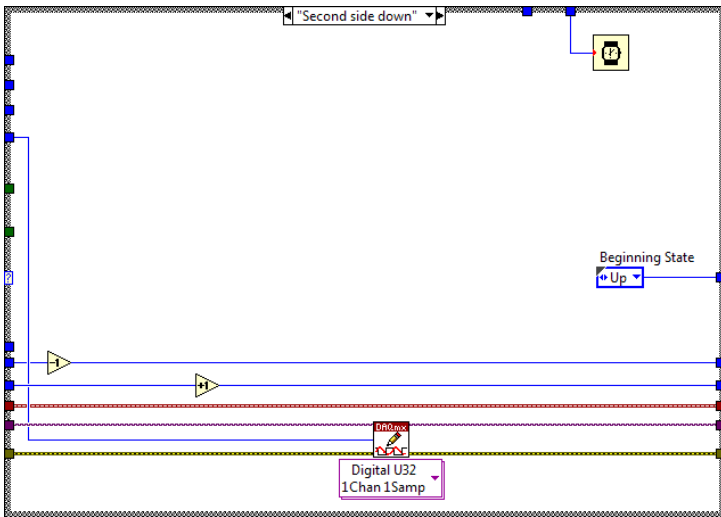 "Second side down"
Beginning State
Up
?
-1
+1
DAQmx
Digital U32
1Chan 1Samp